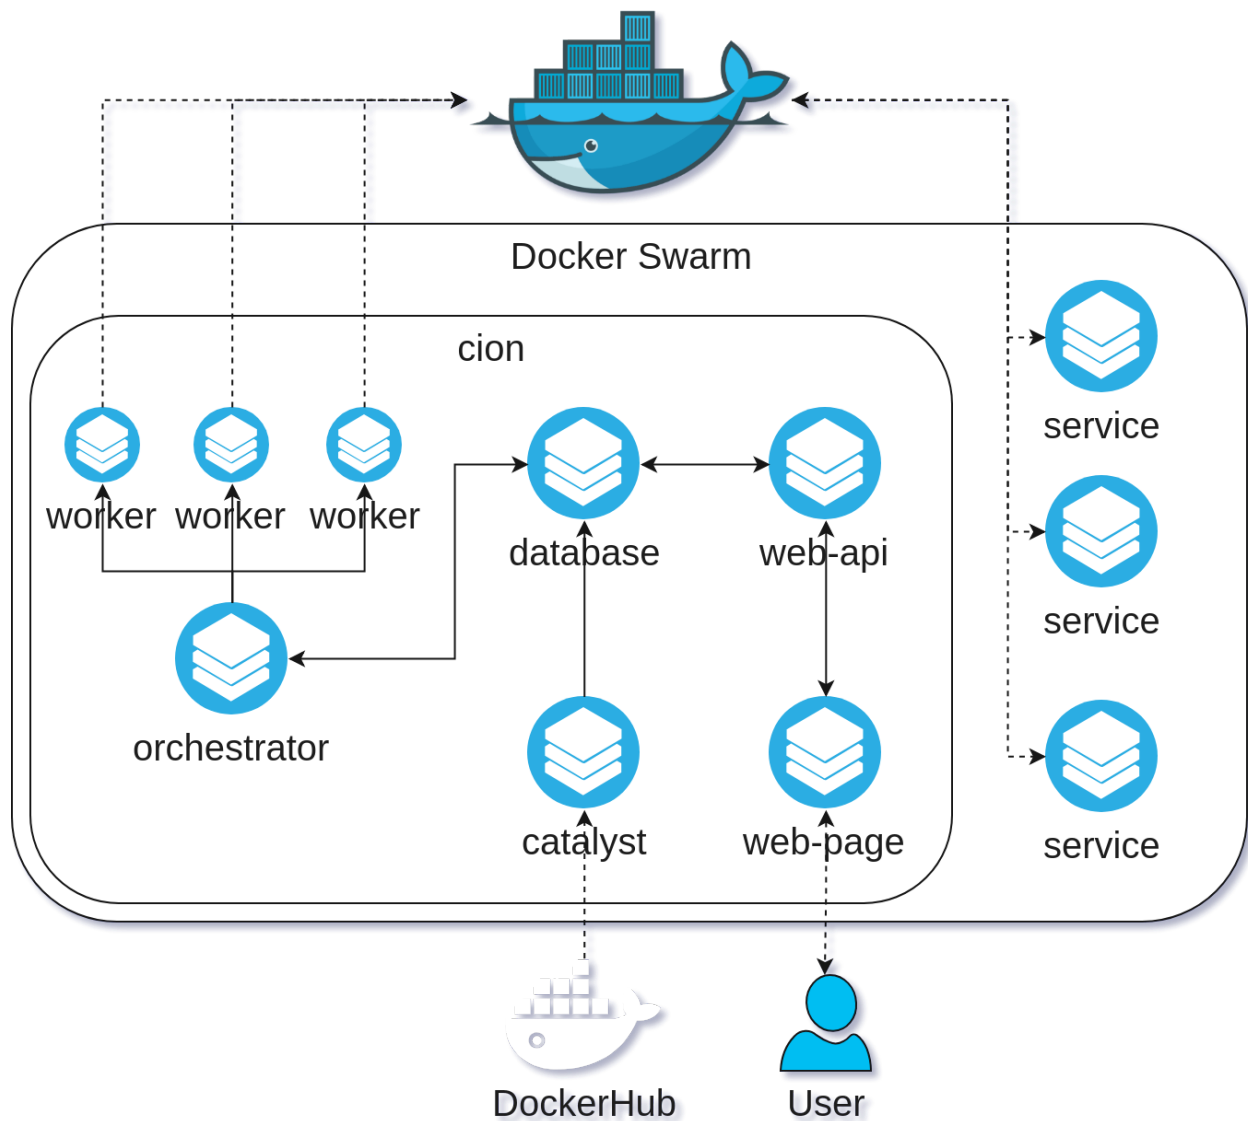 Docker Swarm
cion
service
worker
worker
worker
database
web-api
service
orchestrator
catalyst
web-page
service
DockerHub
User